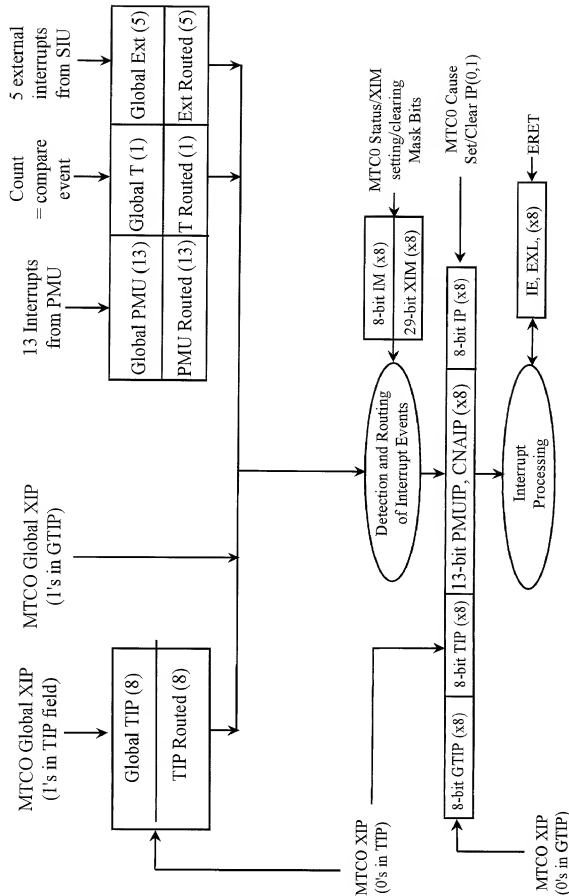 MTCO Global XIP
(1's in TIP field)
MTCO Global XIP
(1's in GTIP)
13 Interrupts
from PMU
Count
= compare
event
5 external
interrupts
from SIU
Global TIP (8)
TIP Routed (8)
Global PMU (13)
Global T (1)
Global Ext (5)
PMU Routed (13)
T Routed (1)
Ext Routed (5)
MTCO XIP
(0's in TIP)
Detection and Routing
of Interrupt Events
8-bit IM (x8)
29-bit XIM (x8)
MTC0 Status/XIM
setting/clearing
Mask Bits
8-bit GTIP (x8)
8-bit TIP (x8)
13-bit PMUIP, CNAIP (x8)
8-bit IP (x8)
MTC0 Cause
Set/Clear IP(0,1)
MTCO XIP
(0's in GTIP)
Interrupt
Processing
IE, EXL, (x8)
ERET